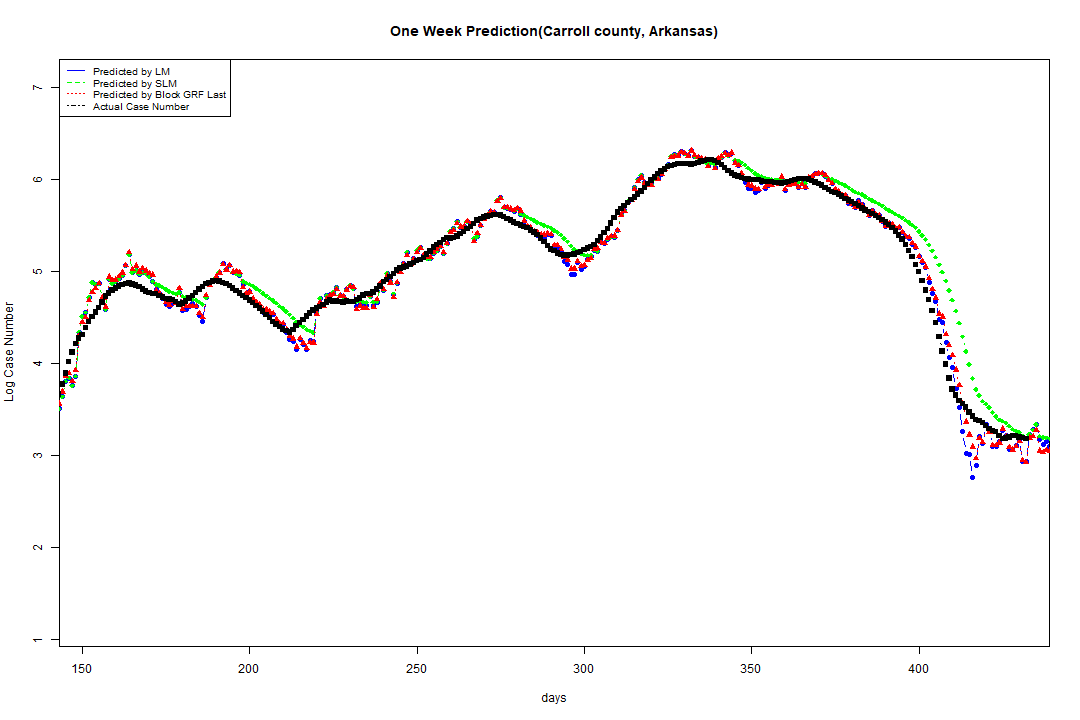 One Week Prediction(Carroll county, Arkansas)
Predicted by LM
Predicted by SLM
Predicted by Block GRF Last
Actual Case Number
7
6
5
4
3
2
1
Log Case Number
150 200 250 300 350 400
days